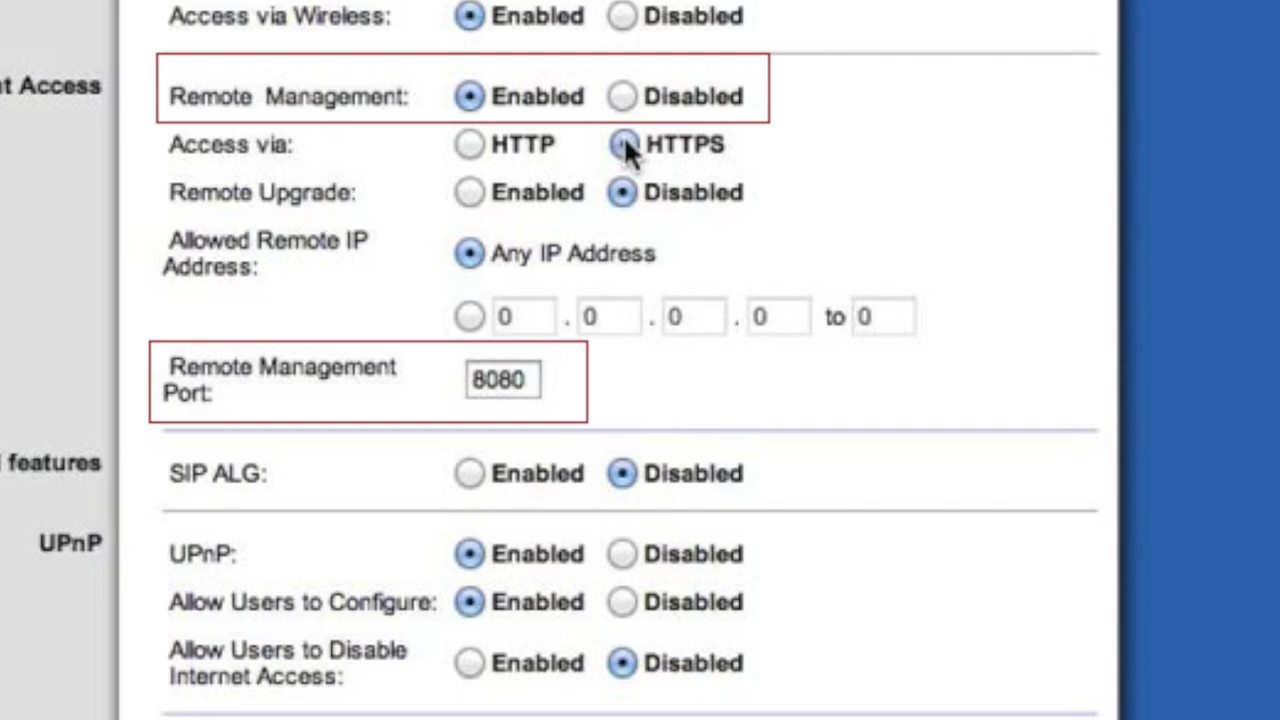 Access via Wireless: Enabled Disabled
t Access
Remote Management: Enabled Disabled
Access via: HTTP HTTPS
Remote Upgrade: Enabled Disabled
Allowed Remote IP
Address: Any IP Address
0 . 0 . 0 . 0 to 0
Remote Management
Port: 8080
features
SIP ALG: Enabled Disabled
UPnP
UPnP: Enabled Disabled
Allow Users to Configure: Enabled Disabled
Allow Users to Disable
Internet Access: Enabled Disabled